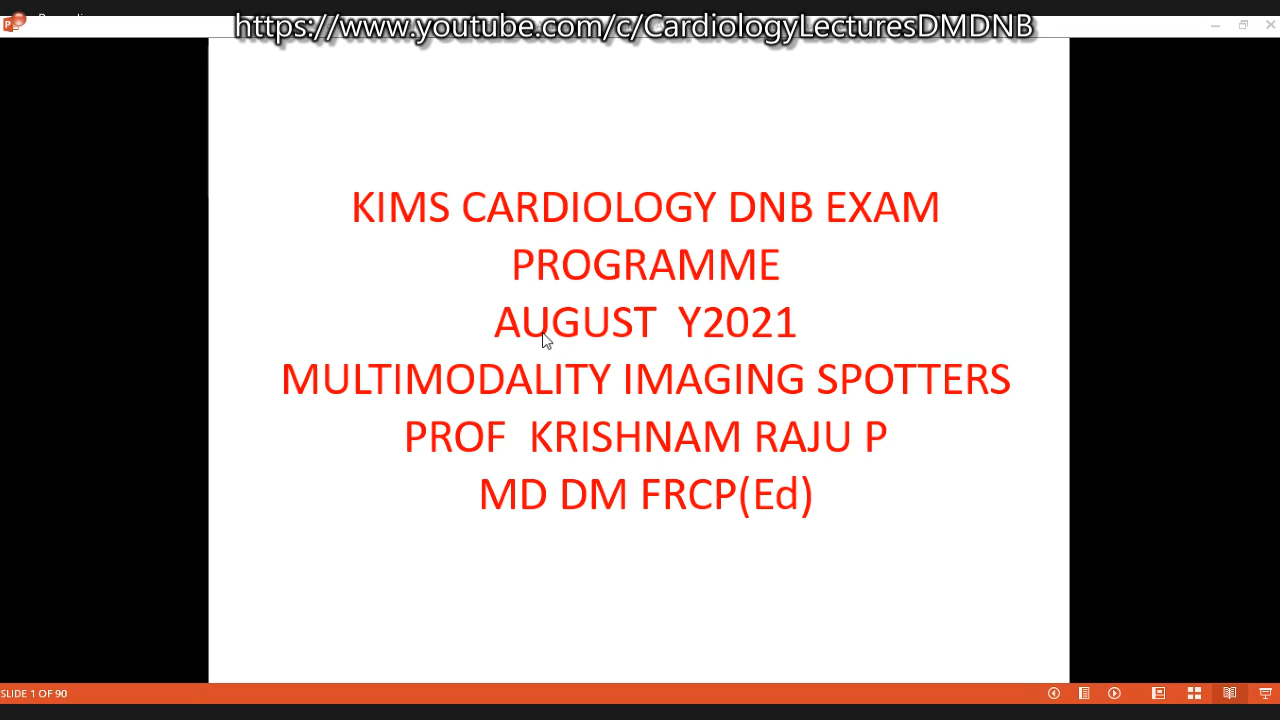 https://www.youtube.com/c/CardiologyLecturesDMDNB
KIMS CARDIOLOGY DNB EXAM
PROGRAMME
AUGUST Y2021
MULTIMODALITY IMAGING SPOTTERS
PROF KRISHNAM RAJU P
MD DM FRCP(Ed)
SLIDE 1 OF 90